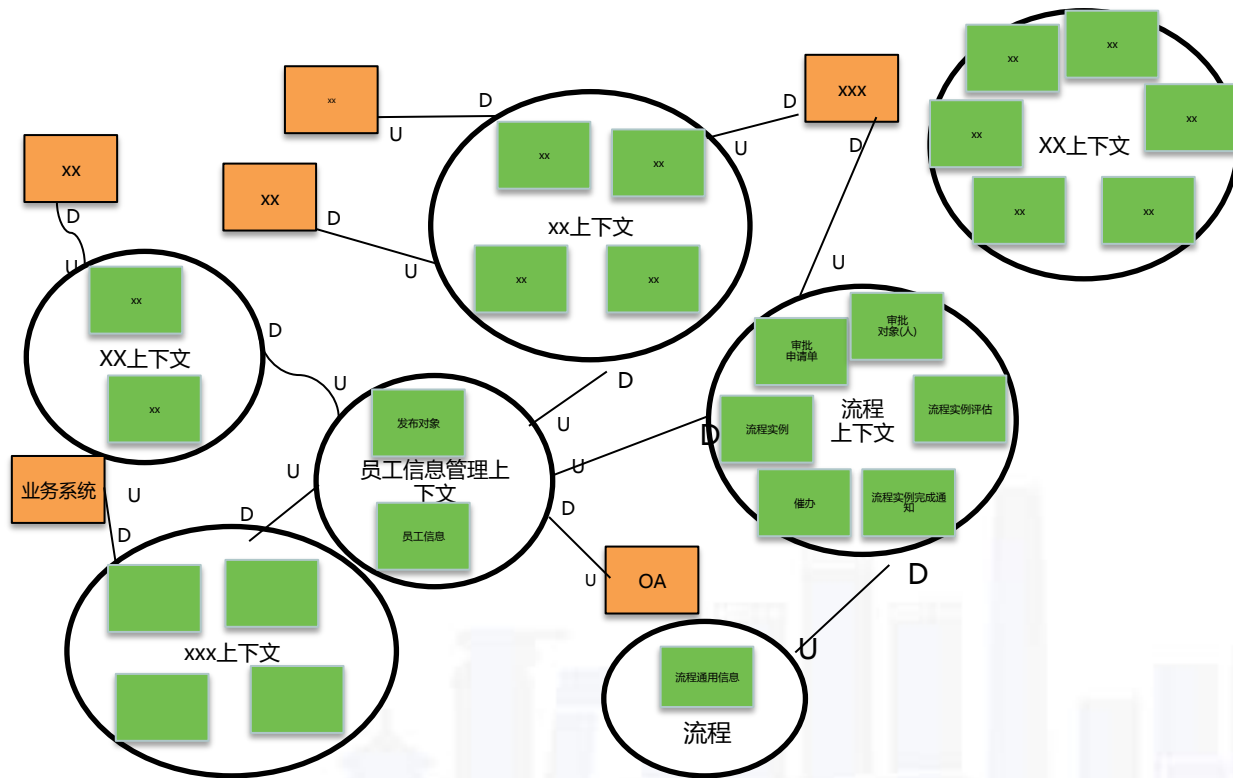 xx
D
U
xx
D
U
xx
D
U
xx
xx
xx上下文
xx
xx
U
D
xxx
D
U
xx
xx
xx
xx
XX上下文
xx
xx
XX
D
U
xx
XX上下文
xx
D
U
业务系统
U
D
xxx上下文
D
U
发布对象
员工信息管理上
下文
员工信息
D
U
U
D
D
U
OA
审批
对象(人)
审批
申请单
流程
上下文
流程实例评估
流程实例
催办
流程实例完成通
知
D
U
流程通用信息
流程